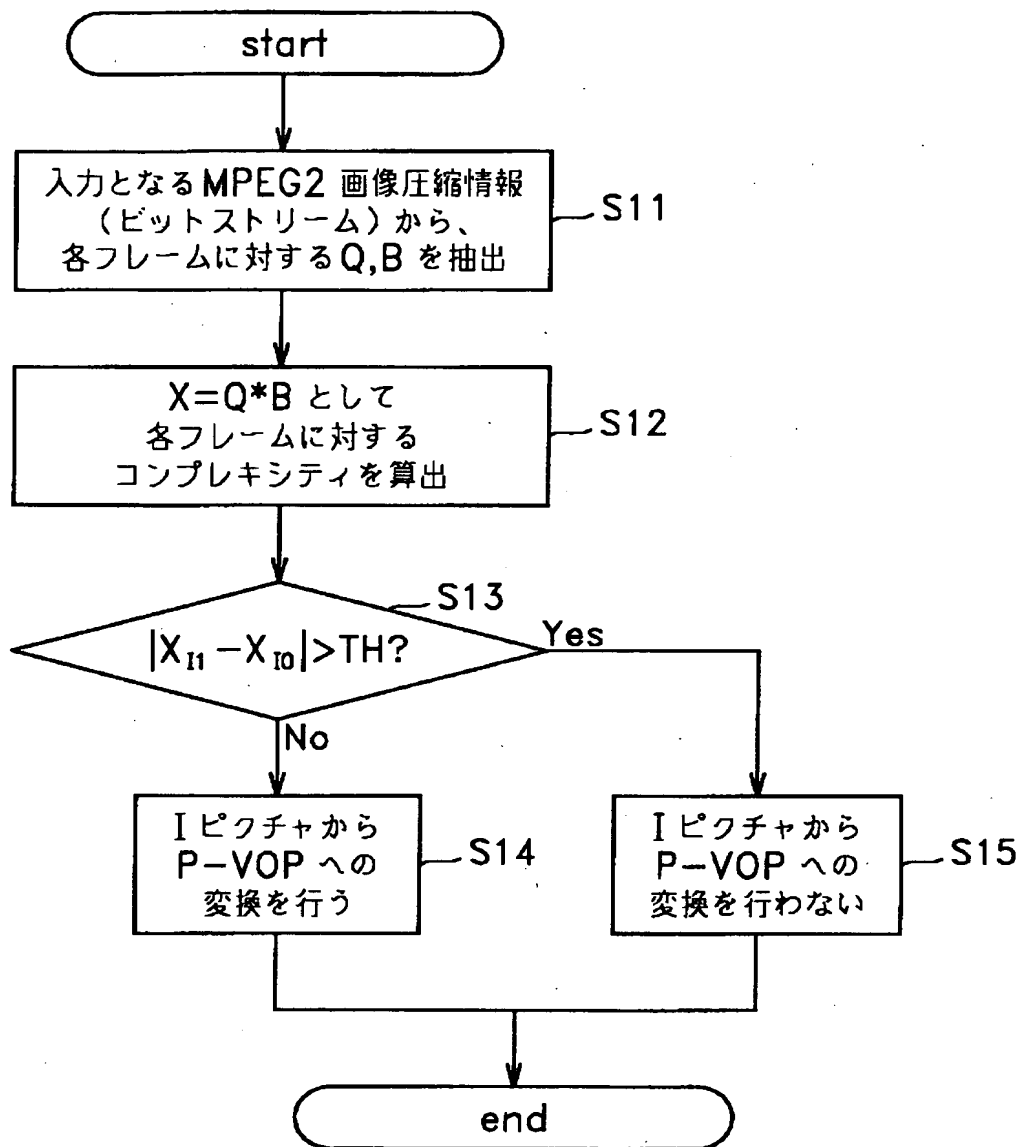 start
入力となるMPEG2 画像圧縮情報
(ビットストリーム)から、
各フレームに対するQ,B を抽出
S11
X=Q*B として
各フレームに対する
コンプレキシティを算出
S12
S13
|X_I1 −X_I0|>TH?
Yes
No
I ピクチャから
P−VOP への
変換を行う
S14
I ピクチャから
P−VOP への
変換を行わない
S15
end